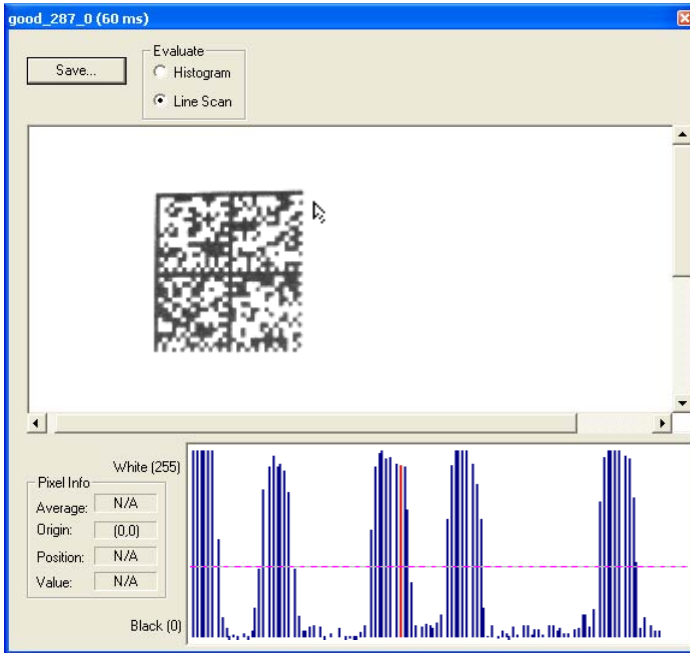 good_287_0 (60 ms)
Save...
Evaluate
Histogram
Line Scan
White (255)
Pixel Info
Average: N/A
Origin: (0,0)
Position: N/A
Value: N/A
Black (0)